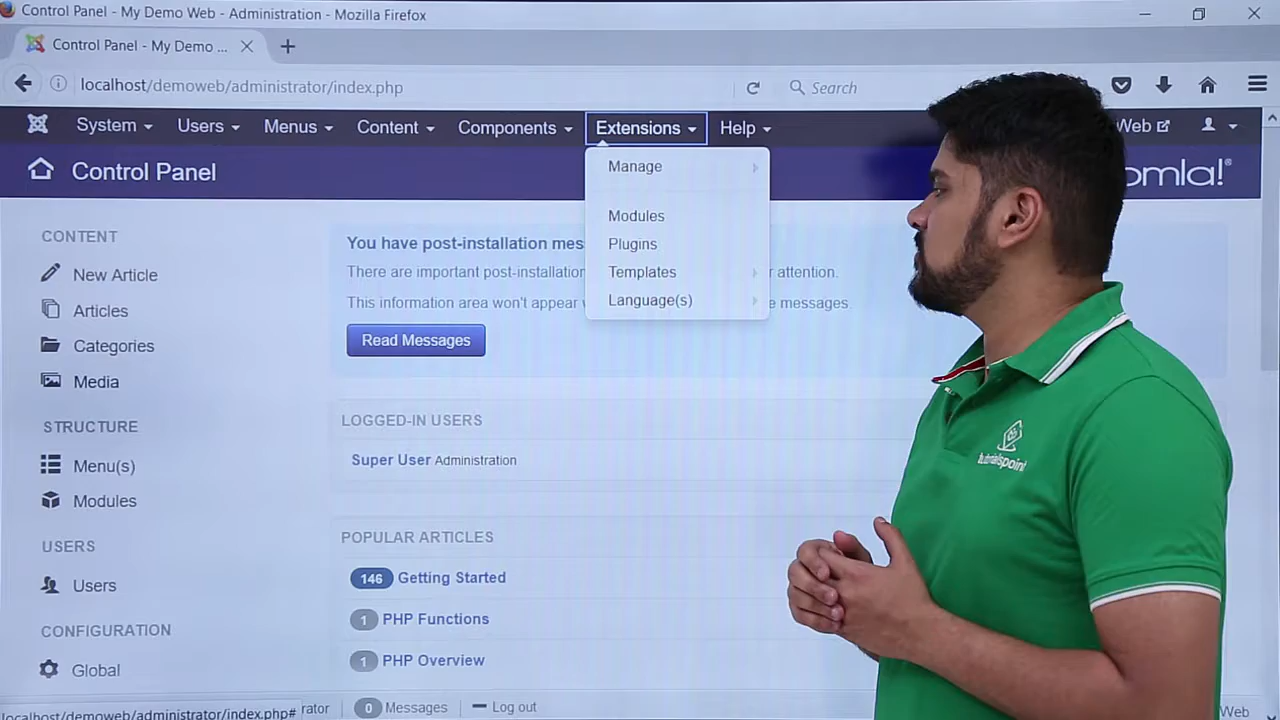 Control Panel - My Demo Web - Administration - Mozilla Firefox
Control Panel - My Demo ...
localhost/demoweb/administrator/index.php
Search
System Users Menus Content Components Extensions Help Web
Control Panel
omla!®
Manage
Modules
Plugins
Templates
Language(s)
CONTENT
New Article
Articles
Categories
Media
STRUCTURE
Menu(s)
Modules
USERS
Users
CONFIGURATION
Global
You have post-installation mes
There are important post-installation r attention.
This information area won't appear e messages.
Read Messages
LOGGED-IN USERS
Super User Administration
POPULAR ARTICLES
146 Getting Started
1 PHP Functions
1 PHP Overview
localhost/demoweb/administrator/index.php# rator 0 Messages Log out Web
tutorialspoint